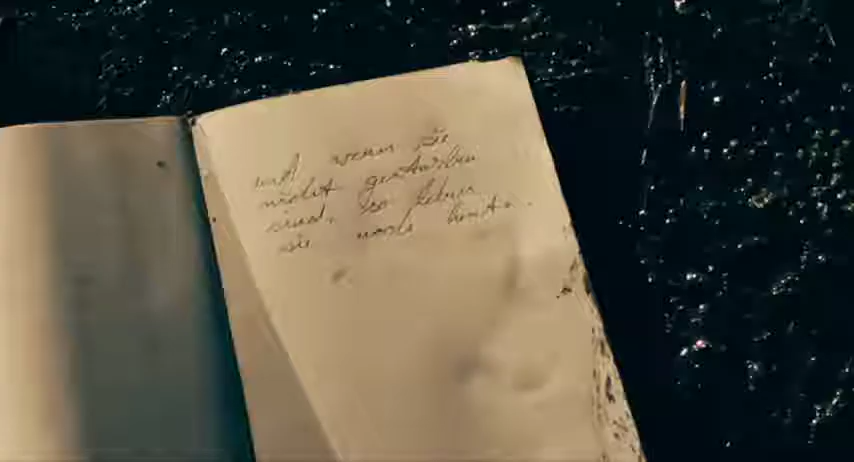 und wenn sie
nicht gestorben
sind, so leben
sie noch heute.